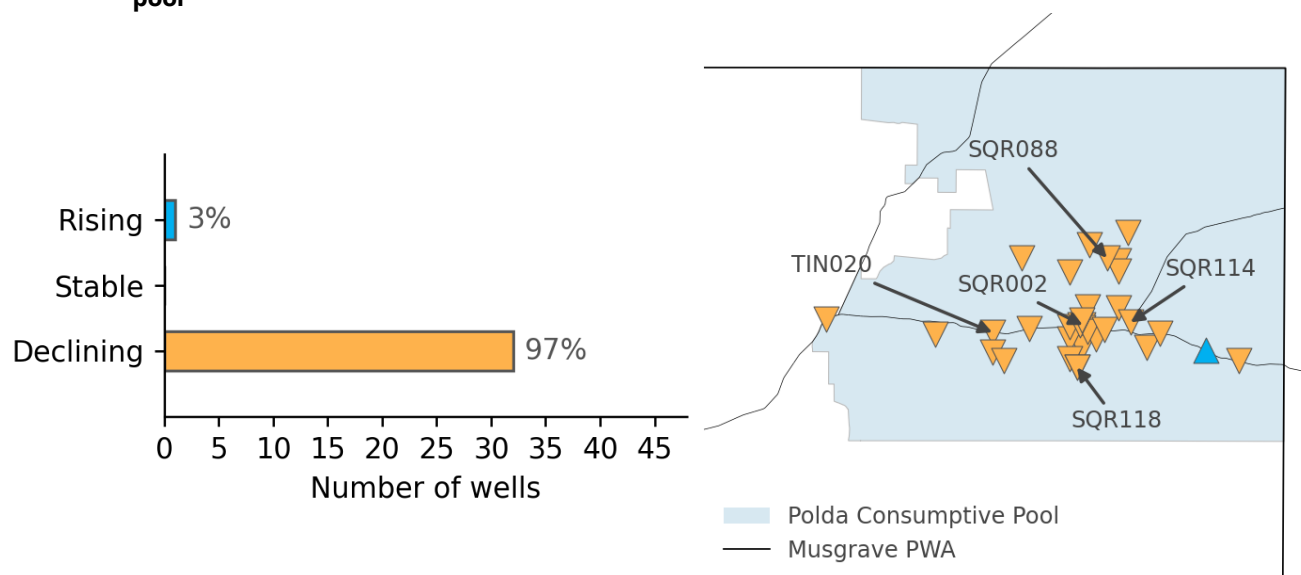 pool
Rising
3%
Stable
Declining
97%
0 5 10 15 20 25 30 35 40 45
Number of wells
SQR088
TIN020
SQR002
SQR114
SQR118
Polda Consumptive Pool
Musgrave PWA